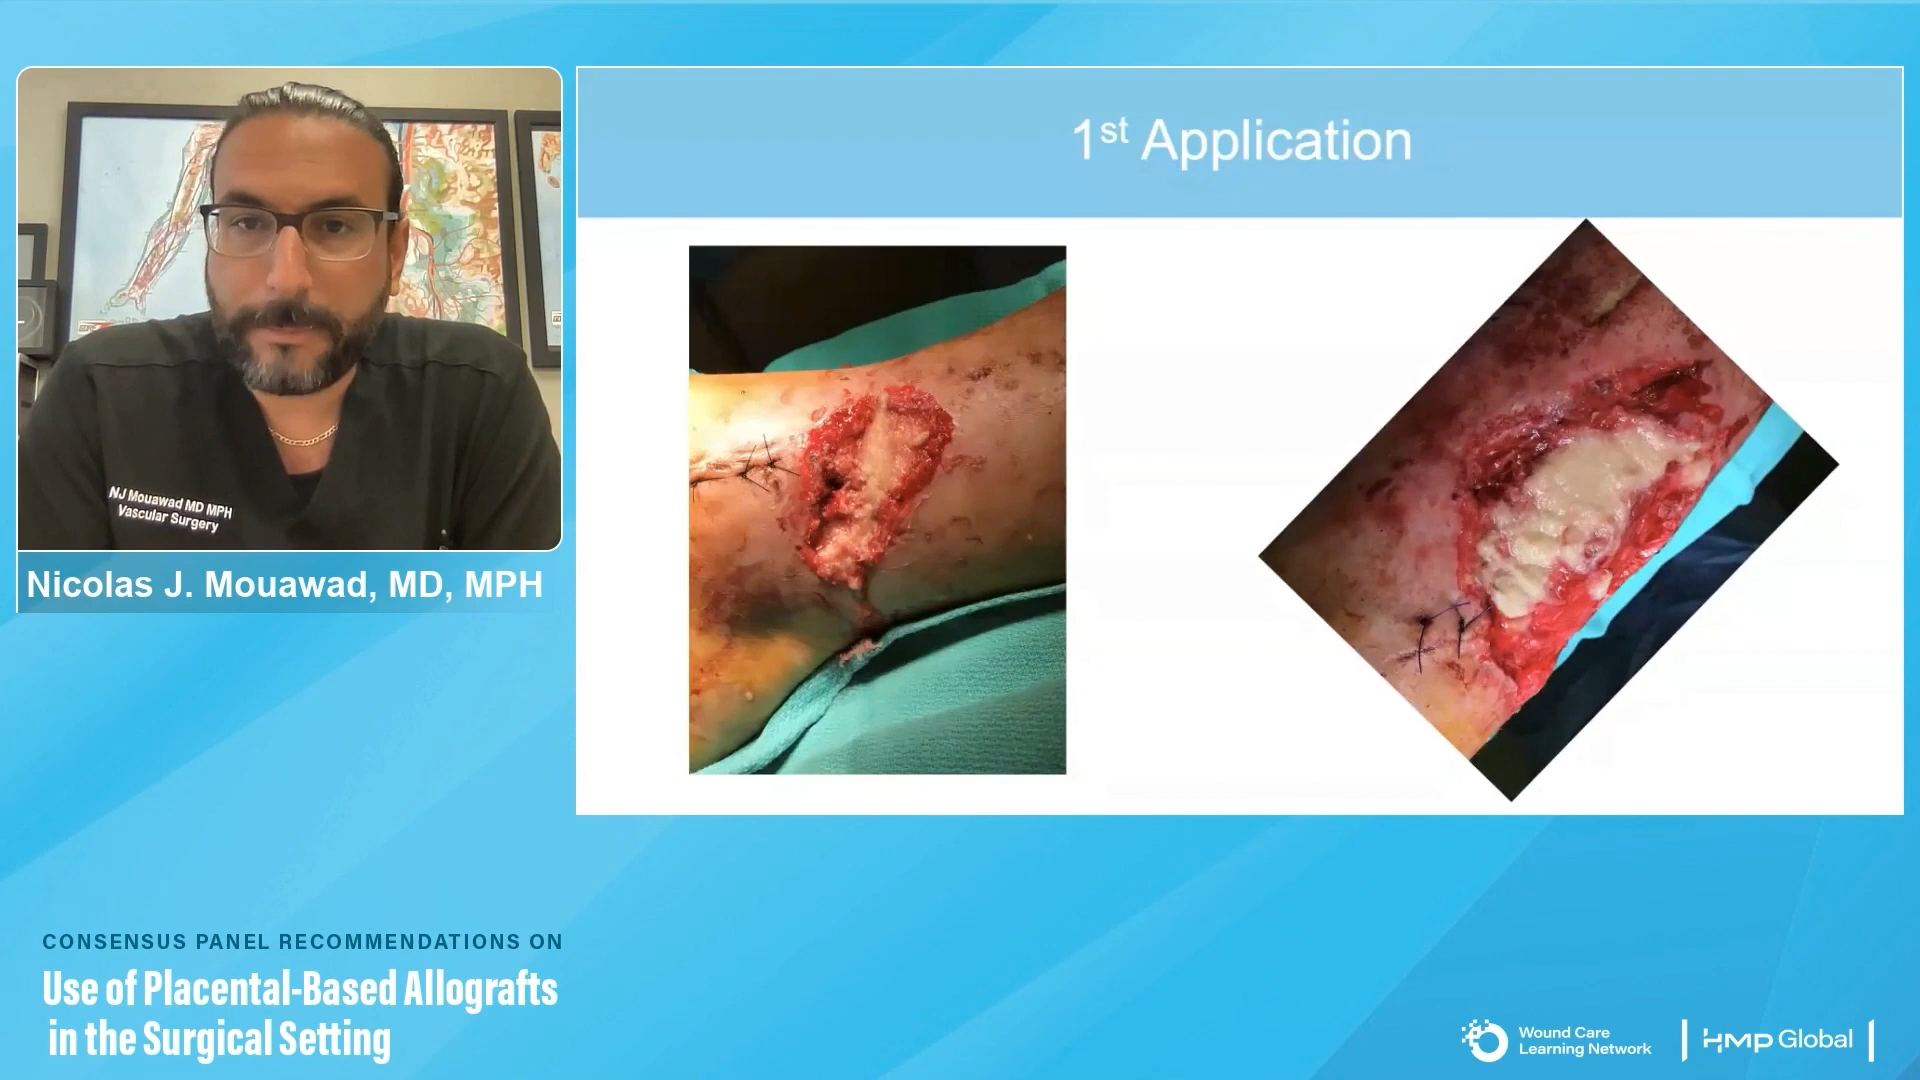 1st Application
NJ Mouawad MD MPH
Vascular Surgery
Nicolas J. Mouawad, MD, MPH
CONSENSUS PANEL RECOMMENDATIONS ON
Use of Placental-Based Allografts
in the Surgical Setting
Wound Care
Learning Network
HMP Global